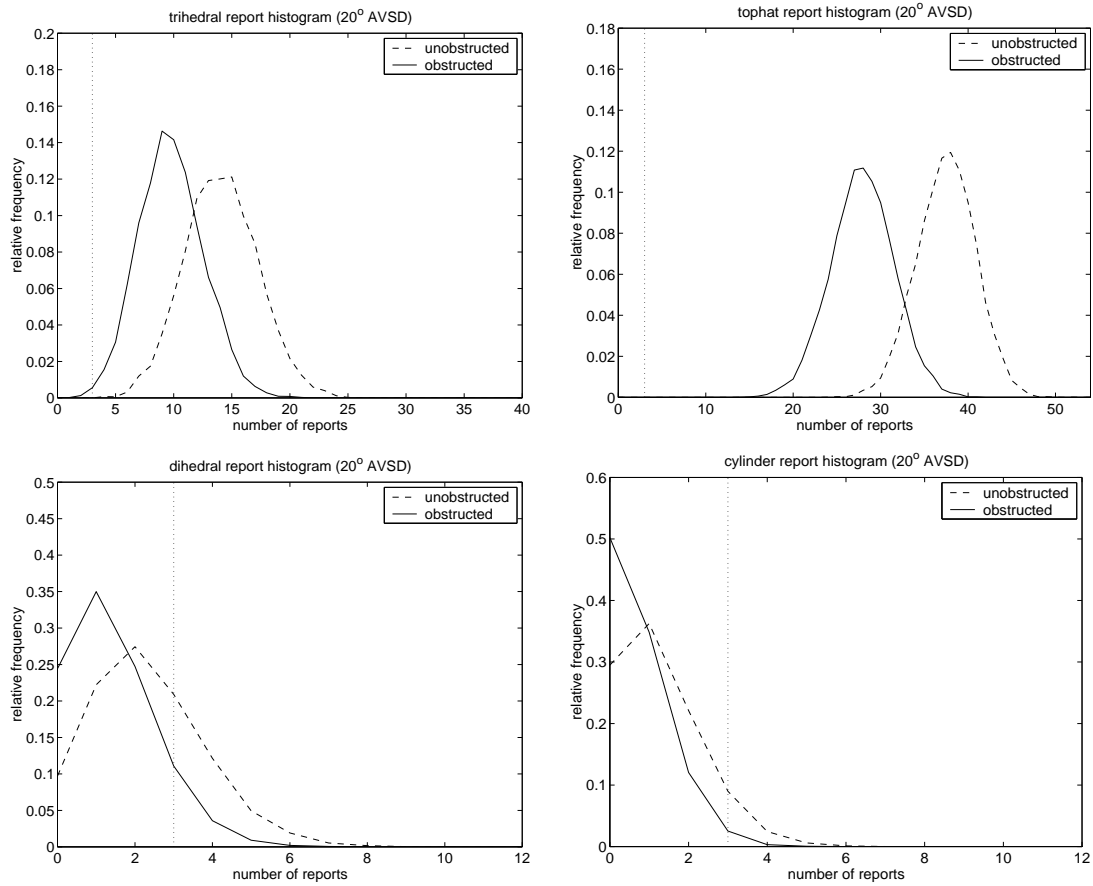 trihedral report histogram (20° AVSD)
0.2
0.18
0.16
0.14
0.12
0.1
0.08
0.06
0.04
0.02
0
relative frequency
unobstructed
obstructed
0 5 10 15 20 25 30 35 40
number of reports
tophat report histogram (20° AVSD)
0.18
0.16
0.14
0.12
0.1
0.08
0.06
0.04
0.02
0
relative frequency
unobstructed
obstructed
0 10 20 30 40 50
number of reports
dihedral report histogram (20° AVSD)
0.5
0.45
0.4
0.35
0.3
0.25
0.2
0.15
0.1
0.05
0
relative frequency
unobstructed
obstructed
0 2 4 6 8 10 12
number of reports
cylinder report histogram (20° AVSD)
0.6
0.5
0.4
0.3
0.2
0.1
0
relative frequency
unobstructed
obstructed
0 2 4 6 8 10 12
number of reports